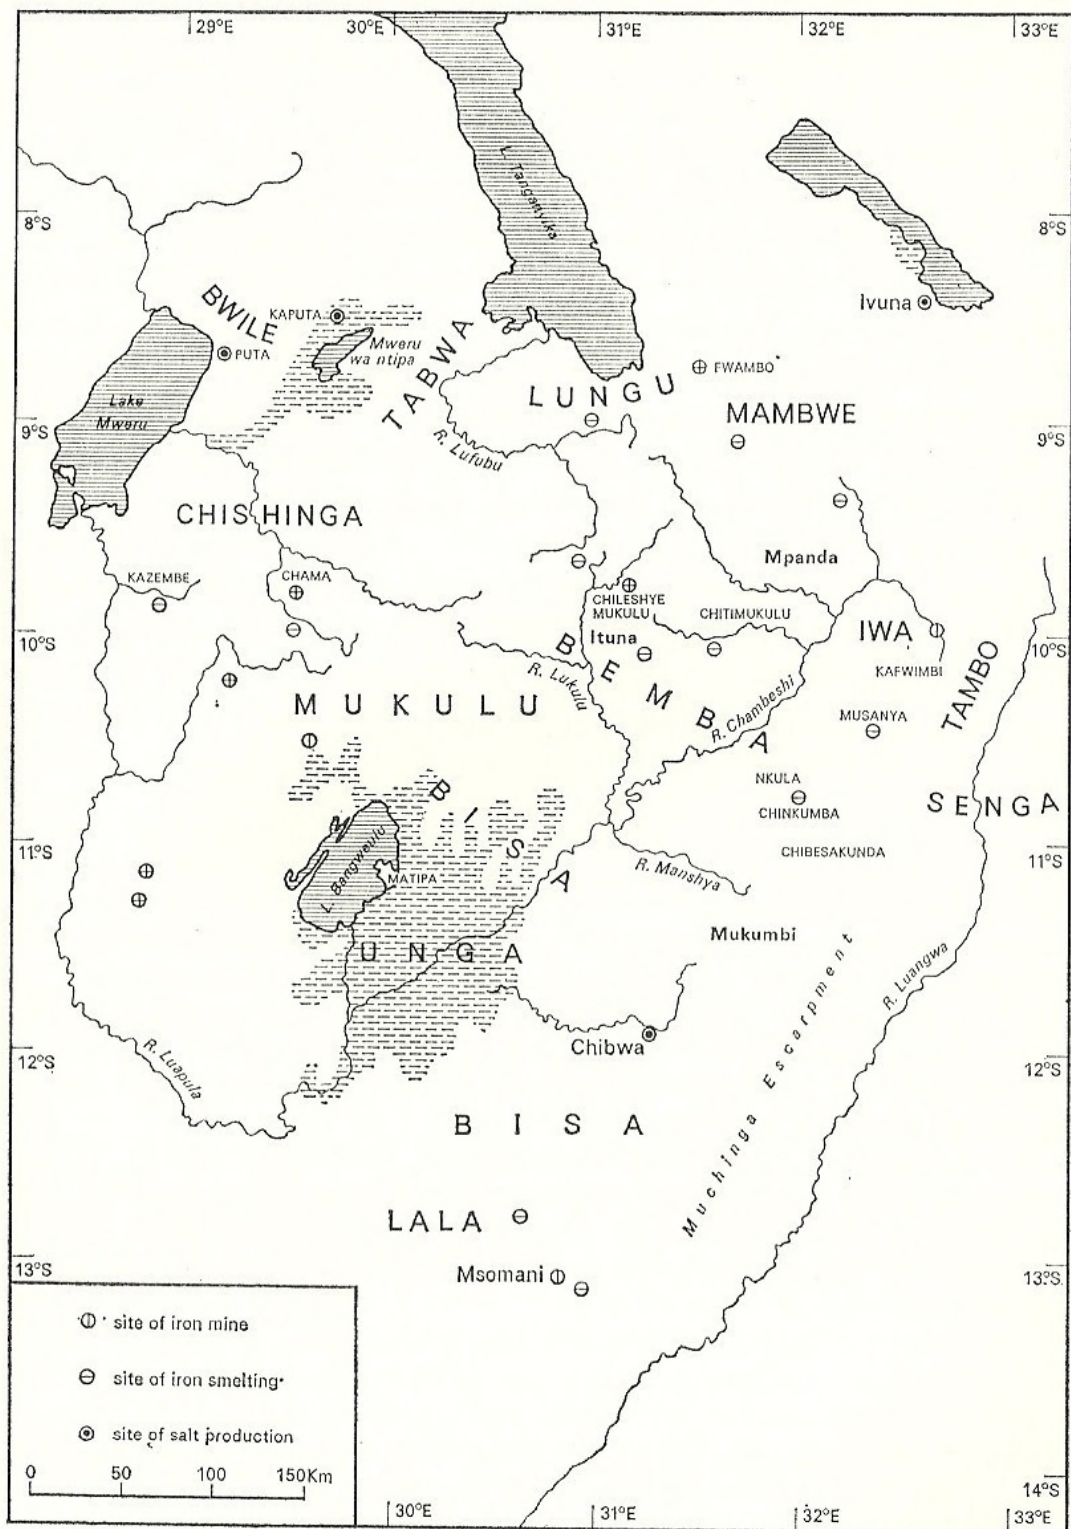 29°E
30°E
31°E
32°E
33°E
8°S
8°S
L. Tanganyika
BWILE
KAPUTA
Ivuna
PUTA
Mweru
wa ntipa
TABWA
LUNGU
FWAMBO
Lake
Mweru
MAMBWE
9°S
9°S
R. Lufubu
CHISHINGA
Mpanda
KAZEMBE
CHAMA
CHILESHYE
MUKULU
CHITIMUKULU
10°S
10°S
Ituna
IWA
KAFWIMBI
TAMBO
BEMBA
R. Lukulu
R. Chambeshi
MUKULU
MUSANYA
NKULA
CHINKUMBA
SENGA
BISA
11°S
11°S
CHIBESAKUNDA
L. Bangweulu
MATIPA
R. Manshya
Mukumbi
UNGA
R. Luangwa
Muchinga Escarpment
Chibwa
12°S
12°S
R. Luapula
BISA
LALA
13°S
13°S
Msomani
site of iron mine
site of iron smelting
site of salt production
0 50 100 150Km
14°S
30°E
31°E
32°E
33°E